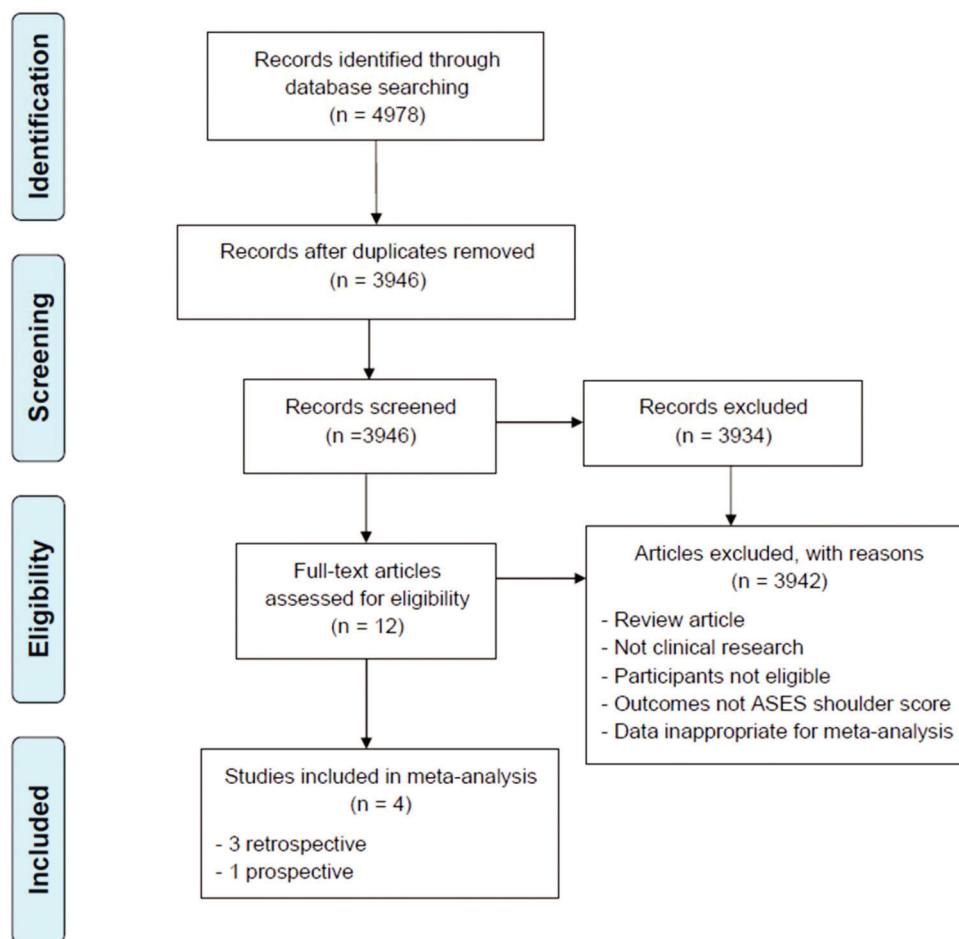 Identification
Records identified through
database searching
(n = 4978)
Records after duplicates removed
(n = 3946)
Screening
Records screened
(n =3946)
Records excluded
(n = 3934)
Eligibility
Full-text articles
assessed for eligibility
(n = 12)
Articles excluded, with reasons
(n = 3942)
- Review article
- Not clinical research
- Participants not eligible
- Outcomes not ASES shoulder score
- Data inappropriate for meta-analysis
Included
Studies included in meta-analysis
(n = 4)
- 3 retrospective
- 1 prospective